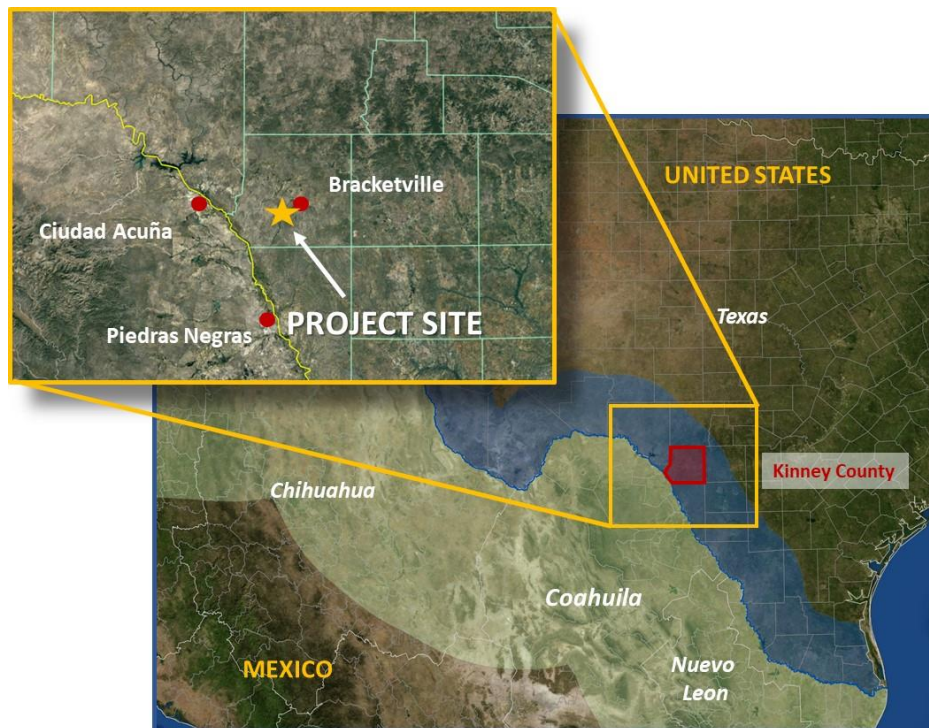 Bracketville
Ciudad Acuña
Piedras Negras
PROJECT SITE
UNITED STATES
Texas
Kinney County
Chihuahua
Coahuila
MEXICO
Nuevo
Leon